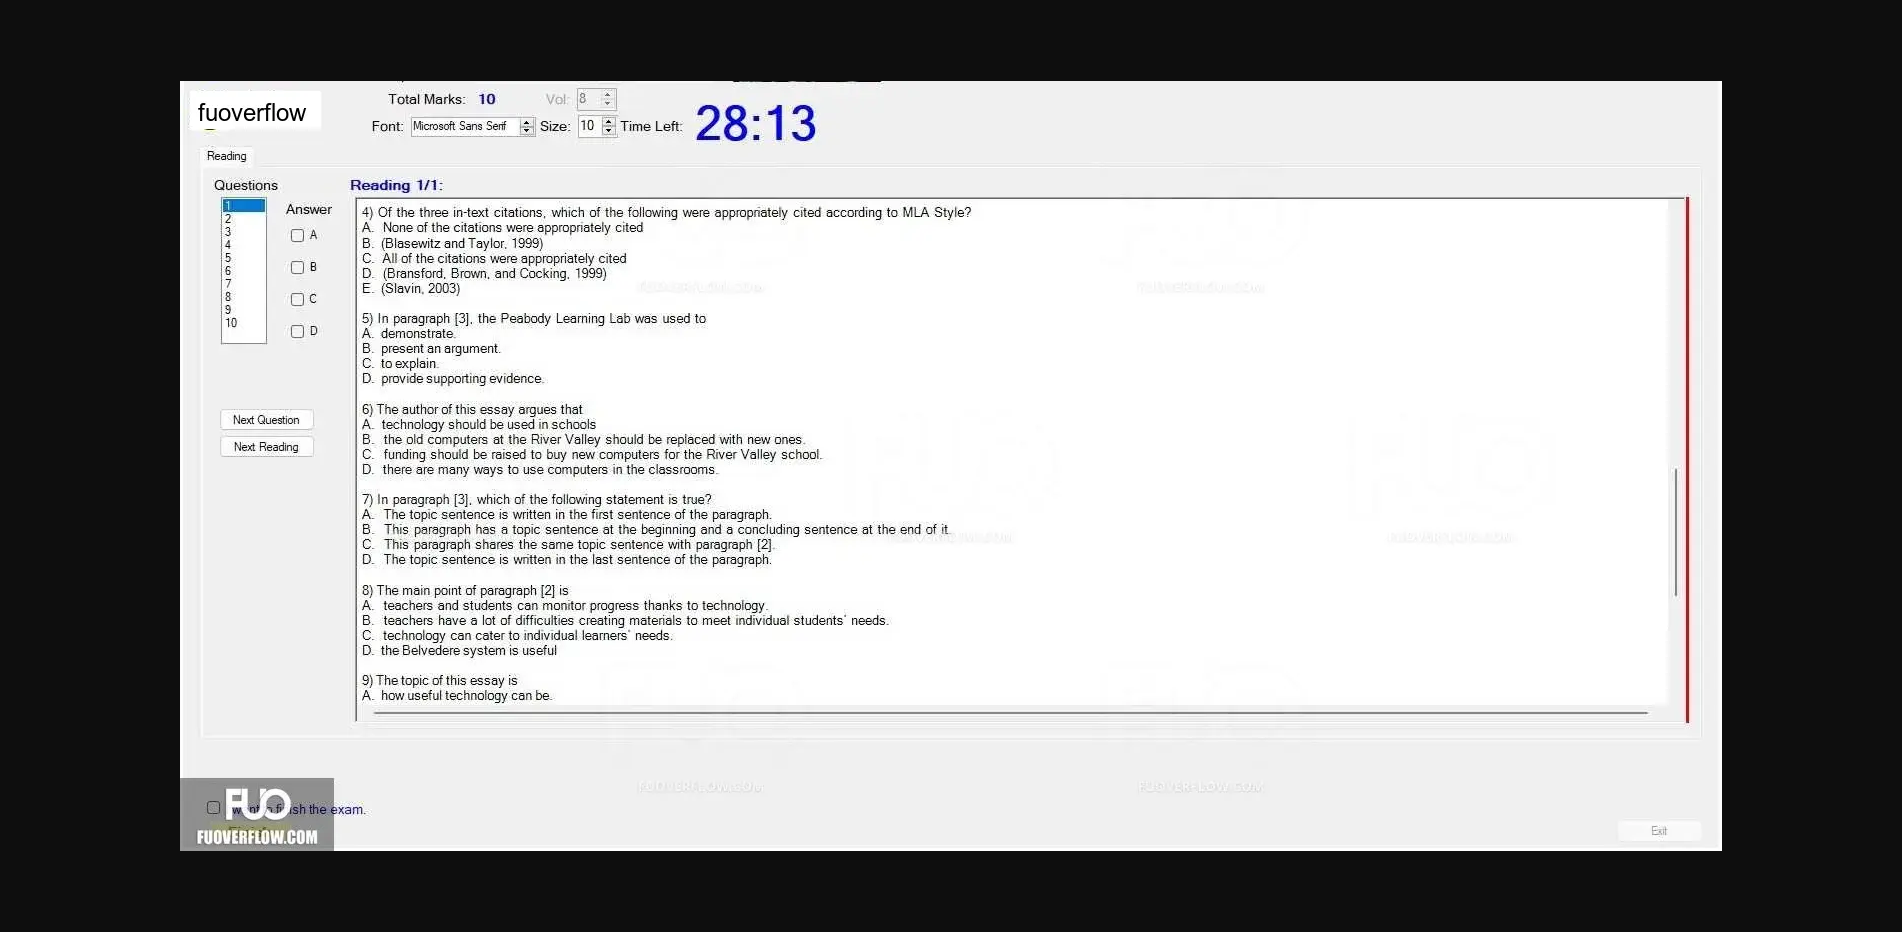 fuoverflow
Total Marks: 10
Vol: 8
Font: Microsoft Sans Serif
Size: 10
Time Left: 28:13
Reading
Questions
Reading 1/1:
Answer
1
2
3
4
5
6
7
8
9
10
A
B
C
D
Next Question
Next Reading
4) Of the three in-text citations, which of the following were appropriately cited according to MLA Style?
A. None of the citations were appropriately cited
B. (Blasewitz and Taylor, 1999)
C. All of the citations were appropriately cited
D. (Bransford, Brown, and Cocking, 1999)
E. (Slavin, 2003)
5) In paragraph [3], the Peabody Learning Lab was used to
A. demonstrate.
B. present an argument.
C. to explain.
D. provide supporting evidence.
6) The author of this essay argues that
A. technology should be used in schools
B. the old computers at the River Valley should be replaced with new ones.
C. funding should be raised to buy new computers for the River Valley school.
D. there are many ways to use computers in the classrooms.
7) In paragraph [3], which of the following statement is true?
A. The topic sentence is written in the first sentence of the paragraph.
B. This paragraph has a topic sentence at the beginning and a concluding sentence at the end of it.
C. This paragraph shares the same topic sentence with paragraph [2].
D. The topic sentence is written in the last sentence of the paragraph.
8) The main point of paragraph [2] is
A. teachers and students can monitor progress thanks to technology.
B. teachers have a lot of difficulties creating materials to meet individual students' needs.
C. technology can cater to individual learners' needs.
D. the Belvedere system is useful
9) The topic of this essay is
A. how useful technology can be.
FUOVERFLOW.COM
FUOVERFLOW.COM
FUOVERFLOW.COM
FUOVERFLOW.COM
FUOVERFLOW.COM
FUOVERFLOW.COM
want to finish the exam.
FUO
FUOVERFLOW.COM
Exit